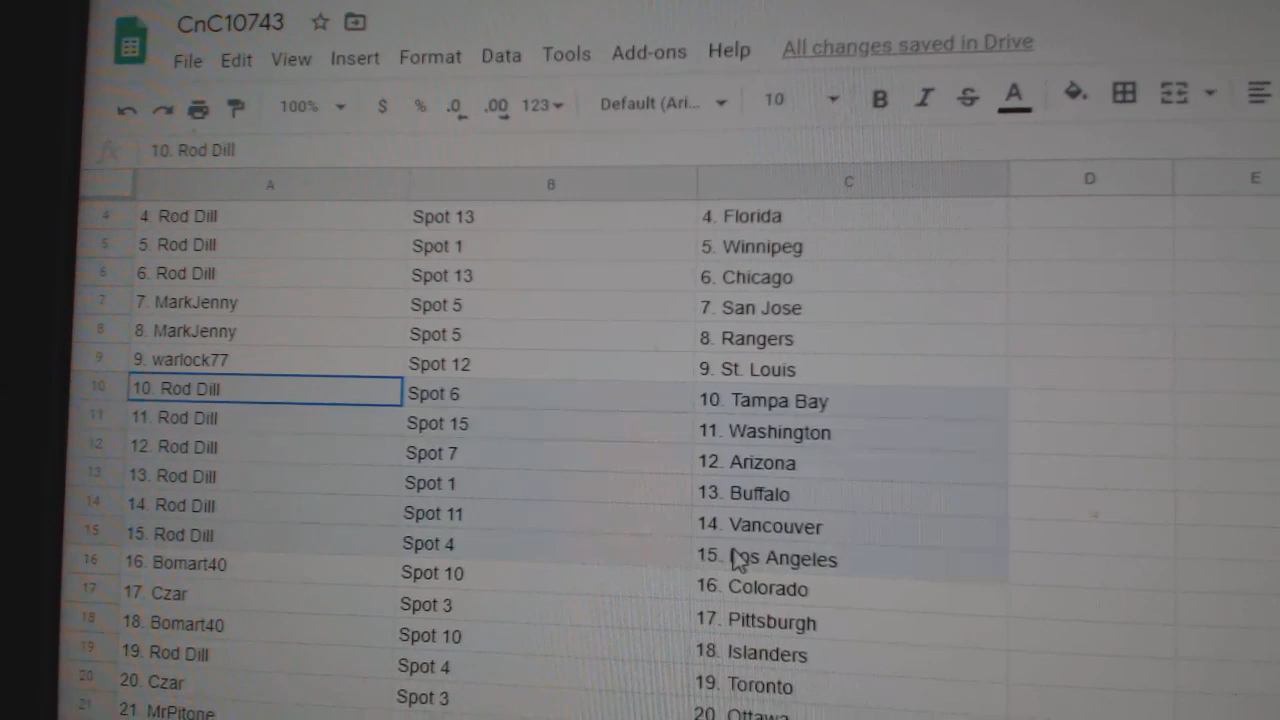 CnC10743
File Edit View Insert Format Data Tools Add-ons Help All changes saved in Drive
100% $ % .0 .00 123 Default (Ari... 10 B I S A
fx 10. Rod Dill
A B C D E
4 4. Rod Dill Spot 13 4. Florida
5 5. Rod Dill Spot 1 5. Winnipeg
6 6. Rod Dill Spot 13 6. Chicago
7 7. MarkJenny Spot 5 7. San Jose
8 8. MarkJenny Spot 5 8. Rangers
9 9. warlock77 Spot 12 9. St. Louis
10 10. Rod Dill Spot 6 10. Tampa Bay
11 11. Rod Dill Spot 15 11. Washington
12 12. Rod Dill Spot 7 12. Arizona
13 13. Rod Dill Spot 1 13. Buffalo
14 14. Rod Dill Spot 11 14. Vancouver
15 15. Rod Dill Spot 4 15. Los Angeles
16 16. Bomart40 Spot 10 16. Colorado
17 17. Czar Spot 3 17. Pittsburgh
18 18. Bomart40 Spot 10 18. Islanders
19 19. Rod Dill Spot 4 19. Toronto
20 20. Czar Spot 3 20. Ottawa
21 21 MrPitone